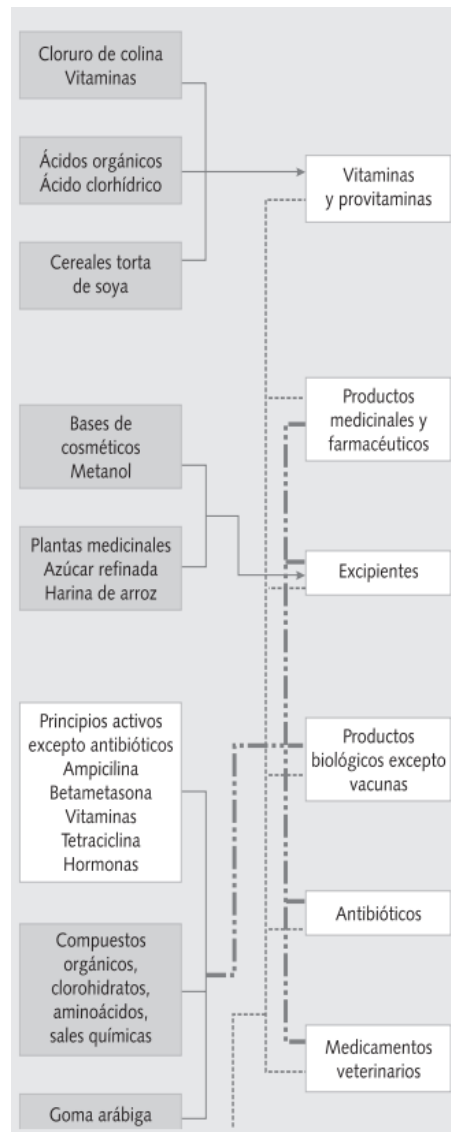 Cloruro de colina
Vitaminas
Ácidos orgánicos
Ácido clorhídrico
Vitaminas
y provitaminas
Cereales torta
de soya
Productos
medicinales y
farmacéuticos
Bases de
cosméticos
Metanol
Plantas medicinales
Azúcar refinada
Harina de arroz
Excipientes
Principios activos
excepto antibióticos
Ampicilina
Betametasona
Vitaminas
Tetraciclina
Hormonas
Productos
biológicos excepto
vacunas
Antibióticos
Compuestos
orgánicos,
clorohidratos,
aminoácidos,
sales químicas
Medicamentos
veterinarios
Goma arábiga